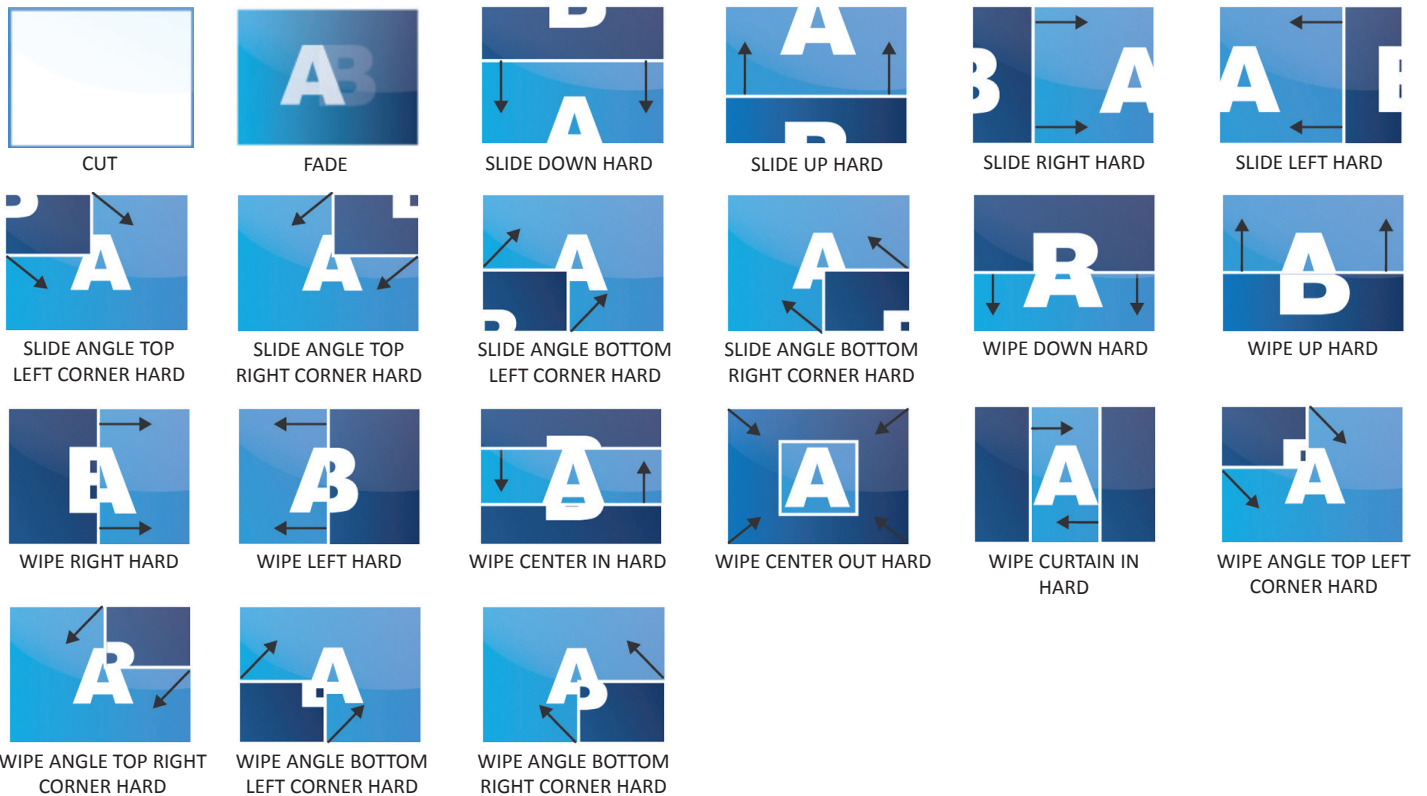 CUT
FADE
B
A
SLIDE DOWN HARD
A
B
SLIDE UP HARD
B A
SLIDE RIGHT HARD
A B
SLIDE LEFT HARD
B
A
SLIDE ANGLE TOP
LEFT CORNER HARD
A
SLIDE ANGLE TOP
RIGHT CORNER HARD
A
B
SLIDE ANGLE BOTTOM
LEFT CORNER HARD
A
SLIDE ANGLE BOTTOM
RIGHT CORNER HARD
B
A
WIPE DOWN HARD
A
B
WIPE UP HARD
B A
WIPE RIGHT HARD
A B
WIPE LEFT HARD
B
A
WIPE CENTER IN HARD
A
WIPE CENTER OUT HARD
A
WIPE CURTAIN IN
HARD
A
WIPE ANGLE TOP LEFT
CORNER HARD
A B
WIPE ANGLE TOP RIGHT
CORNER HARD
A
WIPE ANGLE BOTTOM
LEFT CORNER HARD
A B
WIPE ANGLE BOTTOM
RIGHT CORNER HARD